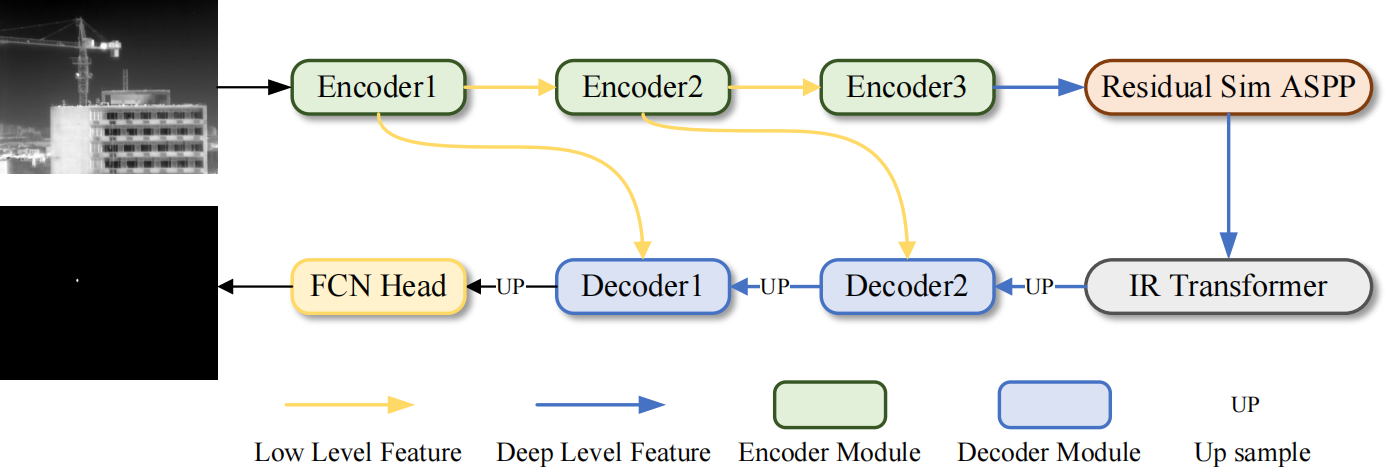 Encoder1
Encoder2
Encoder3
Residual Sim ASPP
FCN Head
UP
Decoder1
UP
Decoder2
UP
IR Transformer
UP
Low Level Feature
Deep Level Feature
Encoder Module
Decoder Module
Up sample